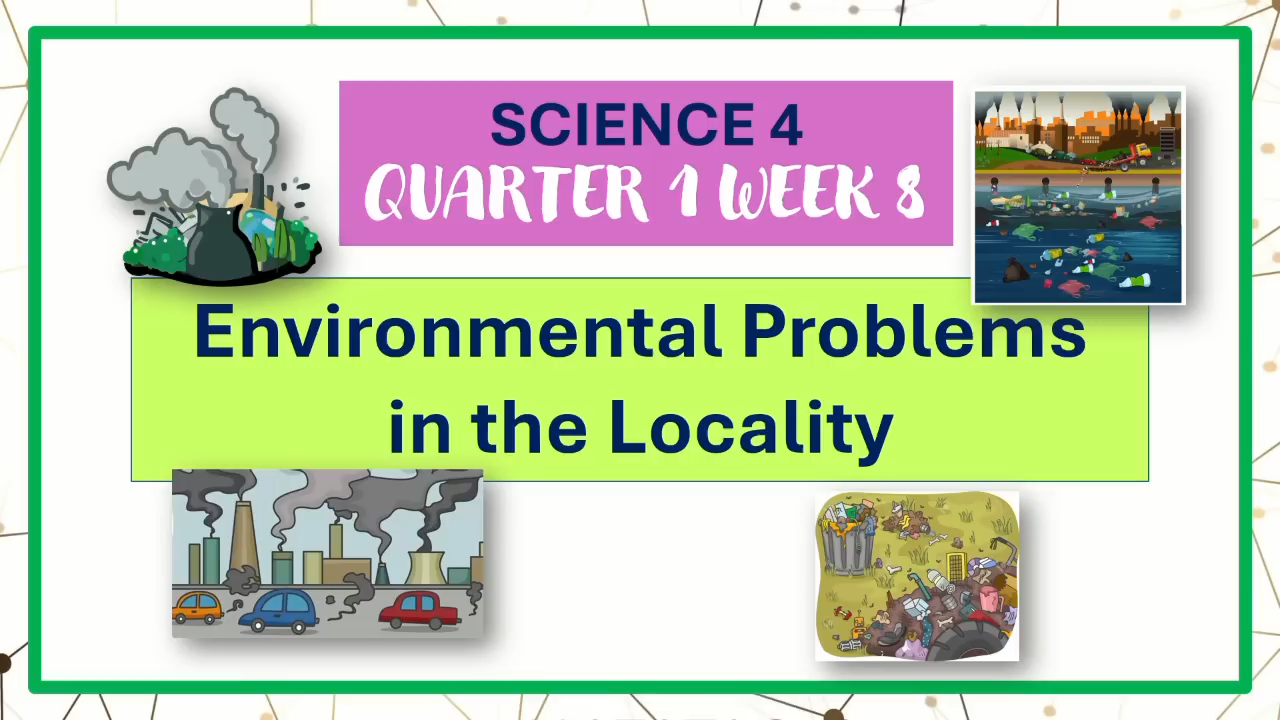 SCIENCE 4
QUARTER 1 WEEK 8
Environmental Problems
in the Locality